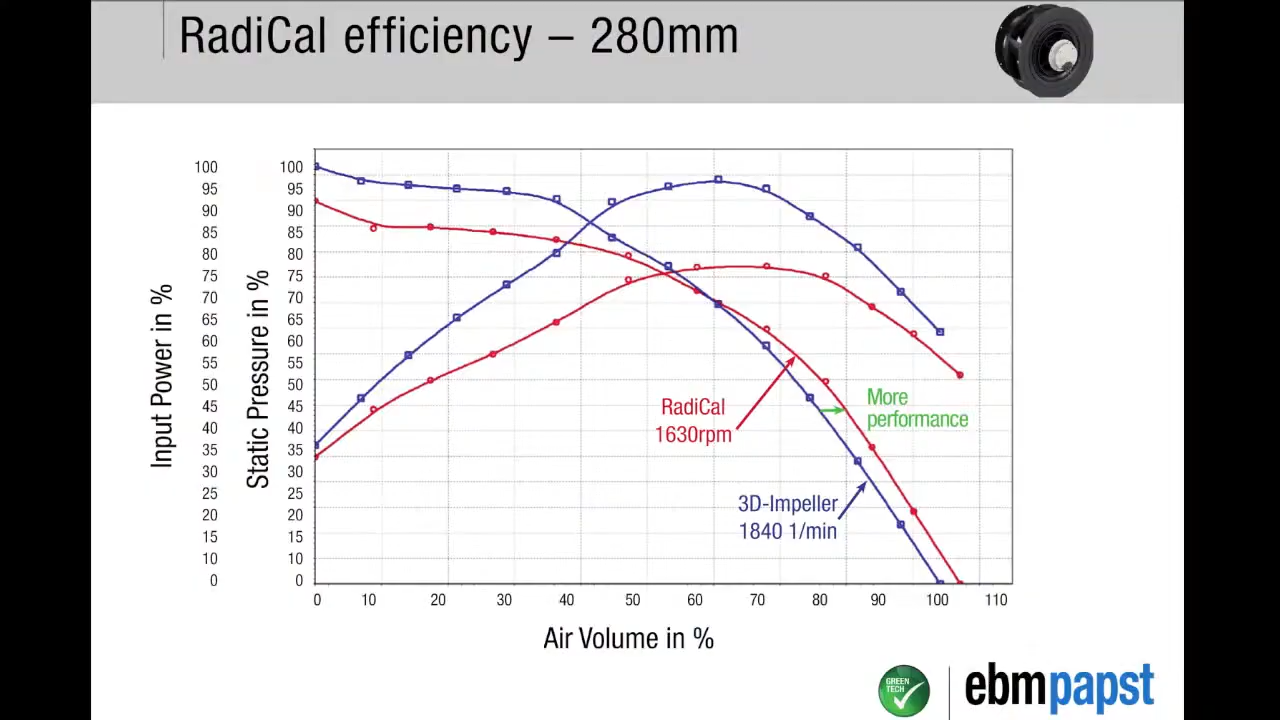 RadiCal efficiency – 280mm
100 100
95 95
90 90
85 85
80 80
75 75
70 70
65 65
60 60
55 55
50 50
45 45
40 40
35 35
30 30
25 25
20 20
15 15
10 10
0 0
Input Power in %
Static Pressure in %
RadiCal
1630rpm
More
performance
3D-Impeller
1840 1/min
0 10 20 30 40 50 60 70 80 90 100 110
Air Volume in %
GREEN
TECH
ebmpapst